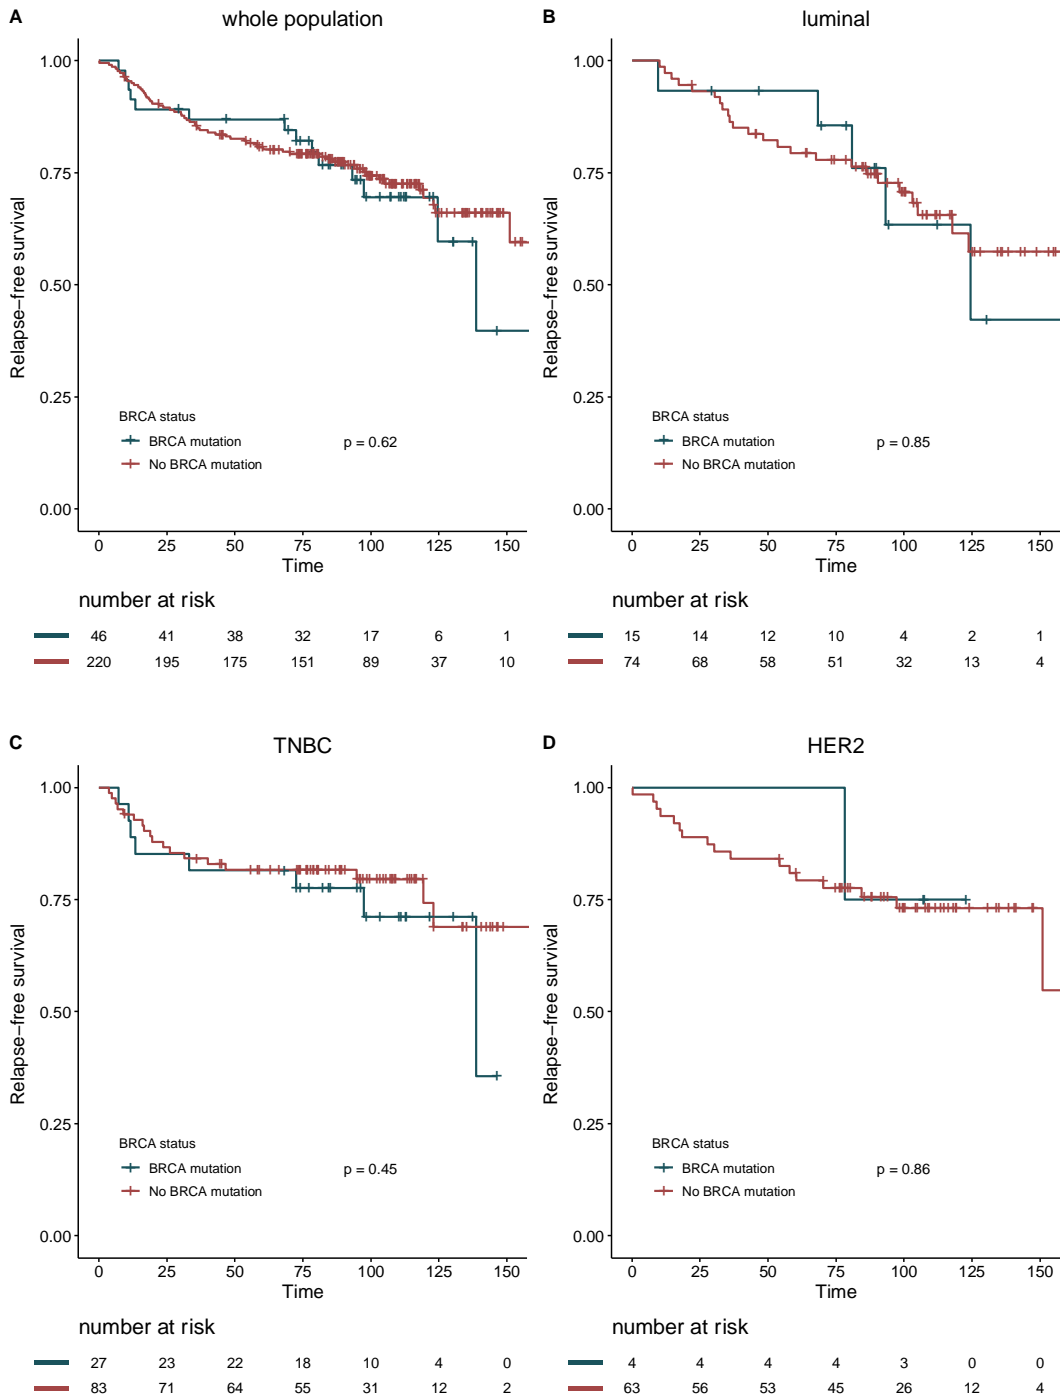 A
whole population
1.00
0.75
0.50
0.25
0.00
Relapse−free survival
BRCA status
BRCA mutation
No BRCA mutation
p = 0.62
0 25 50 75 100 125 150
Time
number at risk
46 41 38 32 17 6 1
220 195 175 151 89 37 10
B
luminal
1.00
0.75
0.50
0.25
0.00
Relapse−free survival
BRCA status
BRCA mutation
No BRCA mutation
p = 0.85
0 25 50 75 100 125 150
Time
number at risk
15 14 12 10 4 2 1
74 68 58 51 32 13 4
C
TNBC
1.00
0.75
0.50
0.25
0.00
Relapse−free survival
BRCA status
BRCA mutation
No BRCA mutation
p = 0.45
0 25 50 75 100 125 150
Time
number at risk
27 23 22 18 10 4 0
83 71 64 55 31 12 2
D
HER2
1.00
0.75
0.50
0.25
0.00
Relapse−free survival
BRCA status
BRCA mutation
No BRCA mutation
p = 0.86
0 25 50 75 100 125 150
Time
number at risk
4 4 4 4 3 0 0
63 56 53 45 26 12 4